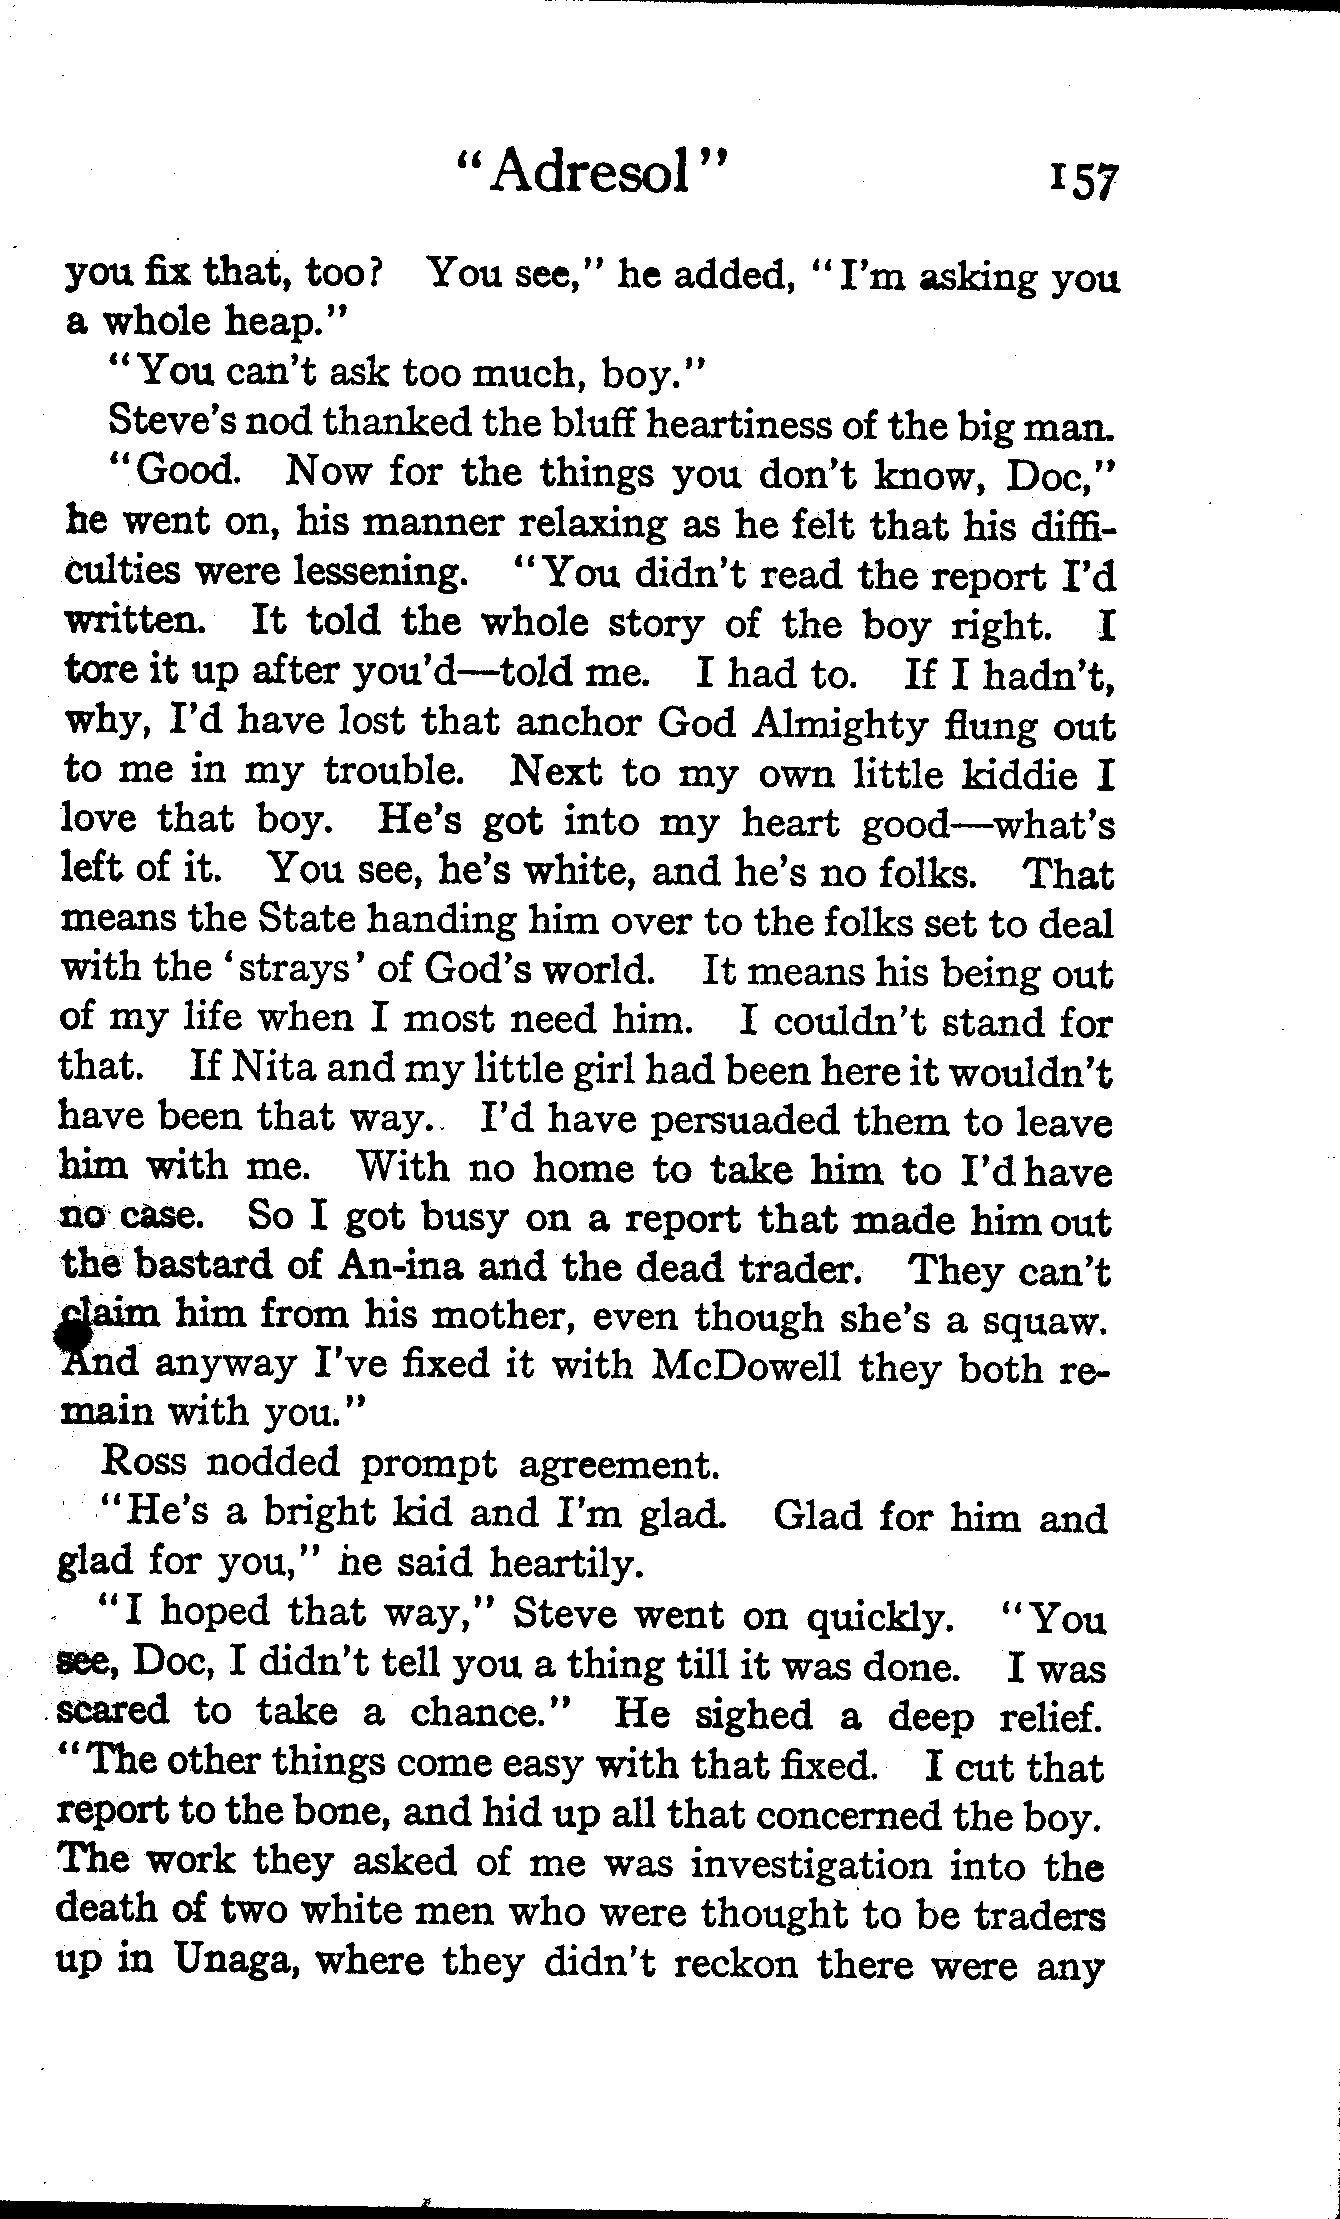 "Adresol" 157
you fix that, too? You see," he added, "I'm asking you
a whole heap."
"You can't ask too much, boy."
Steve's nod thanked the bluff heartiness of the big man.
"Good. Now for the things you don't know, Doc,"
he went on, his manner relaxing as he felt that his diffi-
culties were lessening. "You didn't read the report I'd
written. It told the whole story of the boy right. I
tore it up after you'd—told me. I had to. If I hadn't,
why, I'd have lost that anchor God Almighty flung out
to me in my trouble. Next to my own little kiddie I
love that boy. He's got into my heart good—what's
left of it. You see, he's white, and he's no folks. That
means the State handing him over to the folks set to deal
with the 'strays' of God's world. It means his being out
of my life when I most need him. I couldn't stand for
that. If Nita and my little girl had been here it wouldn't
have been that way. I'd have persuaded them to leave
him with me. With no home to take him to I'd have
no case. So I got busy on a report that made him out
the bastard of An-ina and the dead trader. They can't
claim him from his mother, even though she's a squaw.
And anyway I've fixed it with McDowell they both re-
main with you."
Ross nodded prompt agreement.
"He's a bright kid and I'm glad. Glad for him and
glad for you," he said heartily.
"I hoped that way," Steve went on quickly. "You
see, Doc, I didn't tell you a thing till it was done. I was
scared to take a chance." He sighed a deep relief.
"The other things come easy with that fixed. I cut that
report to the bone, and hid up all that concerned the boy.
The work they asked of me was investigation into the
death of two white men who were thought to be traders
up in Unaga, where they didn't reckon there were any